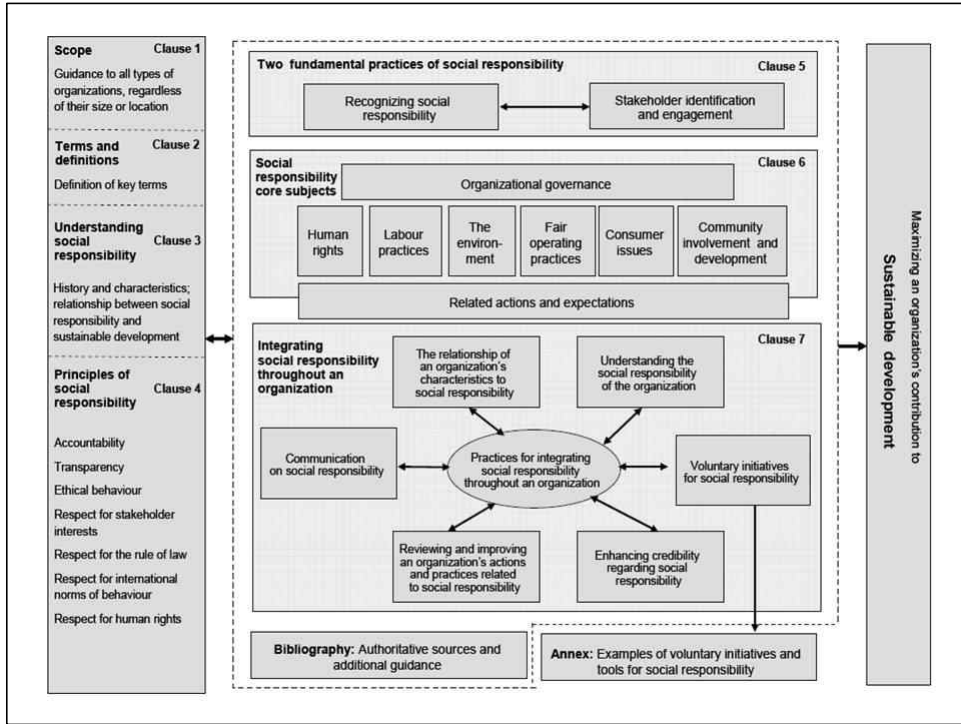 Scope Clause 1
Guidance to all types of
organizations, regardless
of their size or location
Terms and Clause 2
definitions
Definition of key terms
Understanding
social Clause 3
responsibility
History and characteristics;
relationship between social
responsibility and
sustainable development
Principles of
social Clause 4
responsibility
Accountability
Transparency
Ethical behaviour
Respect for stakeholder
interests
Respect for the rule of law
Respect for international
norms of behaviour
Respect for human rights
Two fundamental practices of social responsibility Clause 5
Recognizing social
responsibility
Stakeholder identification
and engagement
Social
responsibility
core subjects
Clause 6
Organizational governance
Human
rights
Labour
practices
The
environ-
ment
Fair
operating
practices
Consumer
issues
Community
involvement and
development
Related actions and expectations
Integrating
social responsibility
throughout an
organization
Clause 7
The relationship of
an organization's
characteristics to
social responsibility
Understanding the
social responsibility
of the organization
Communication
on social responsibility
Practices for integrating
social responsibility
throughout an organization
Voluntary initiatives
for social responsibility
Reviewing and improving
an organization's actions
and practices related
to social responsibility
Enhancing credibility
regarding social
responsibility
Bibliography: Authoritative sources and
additional guidance
Annex: Examples of voluntary initiatives and
tools for social responsibility
Maximizing an organization's contribution to
Sustainable development